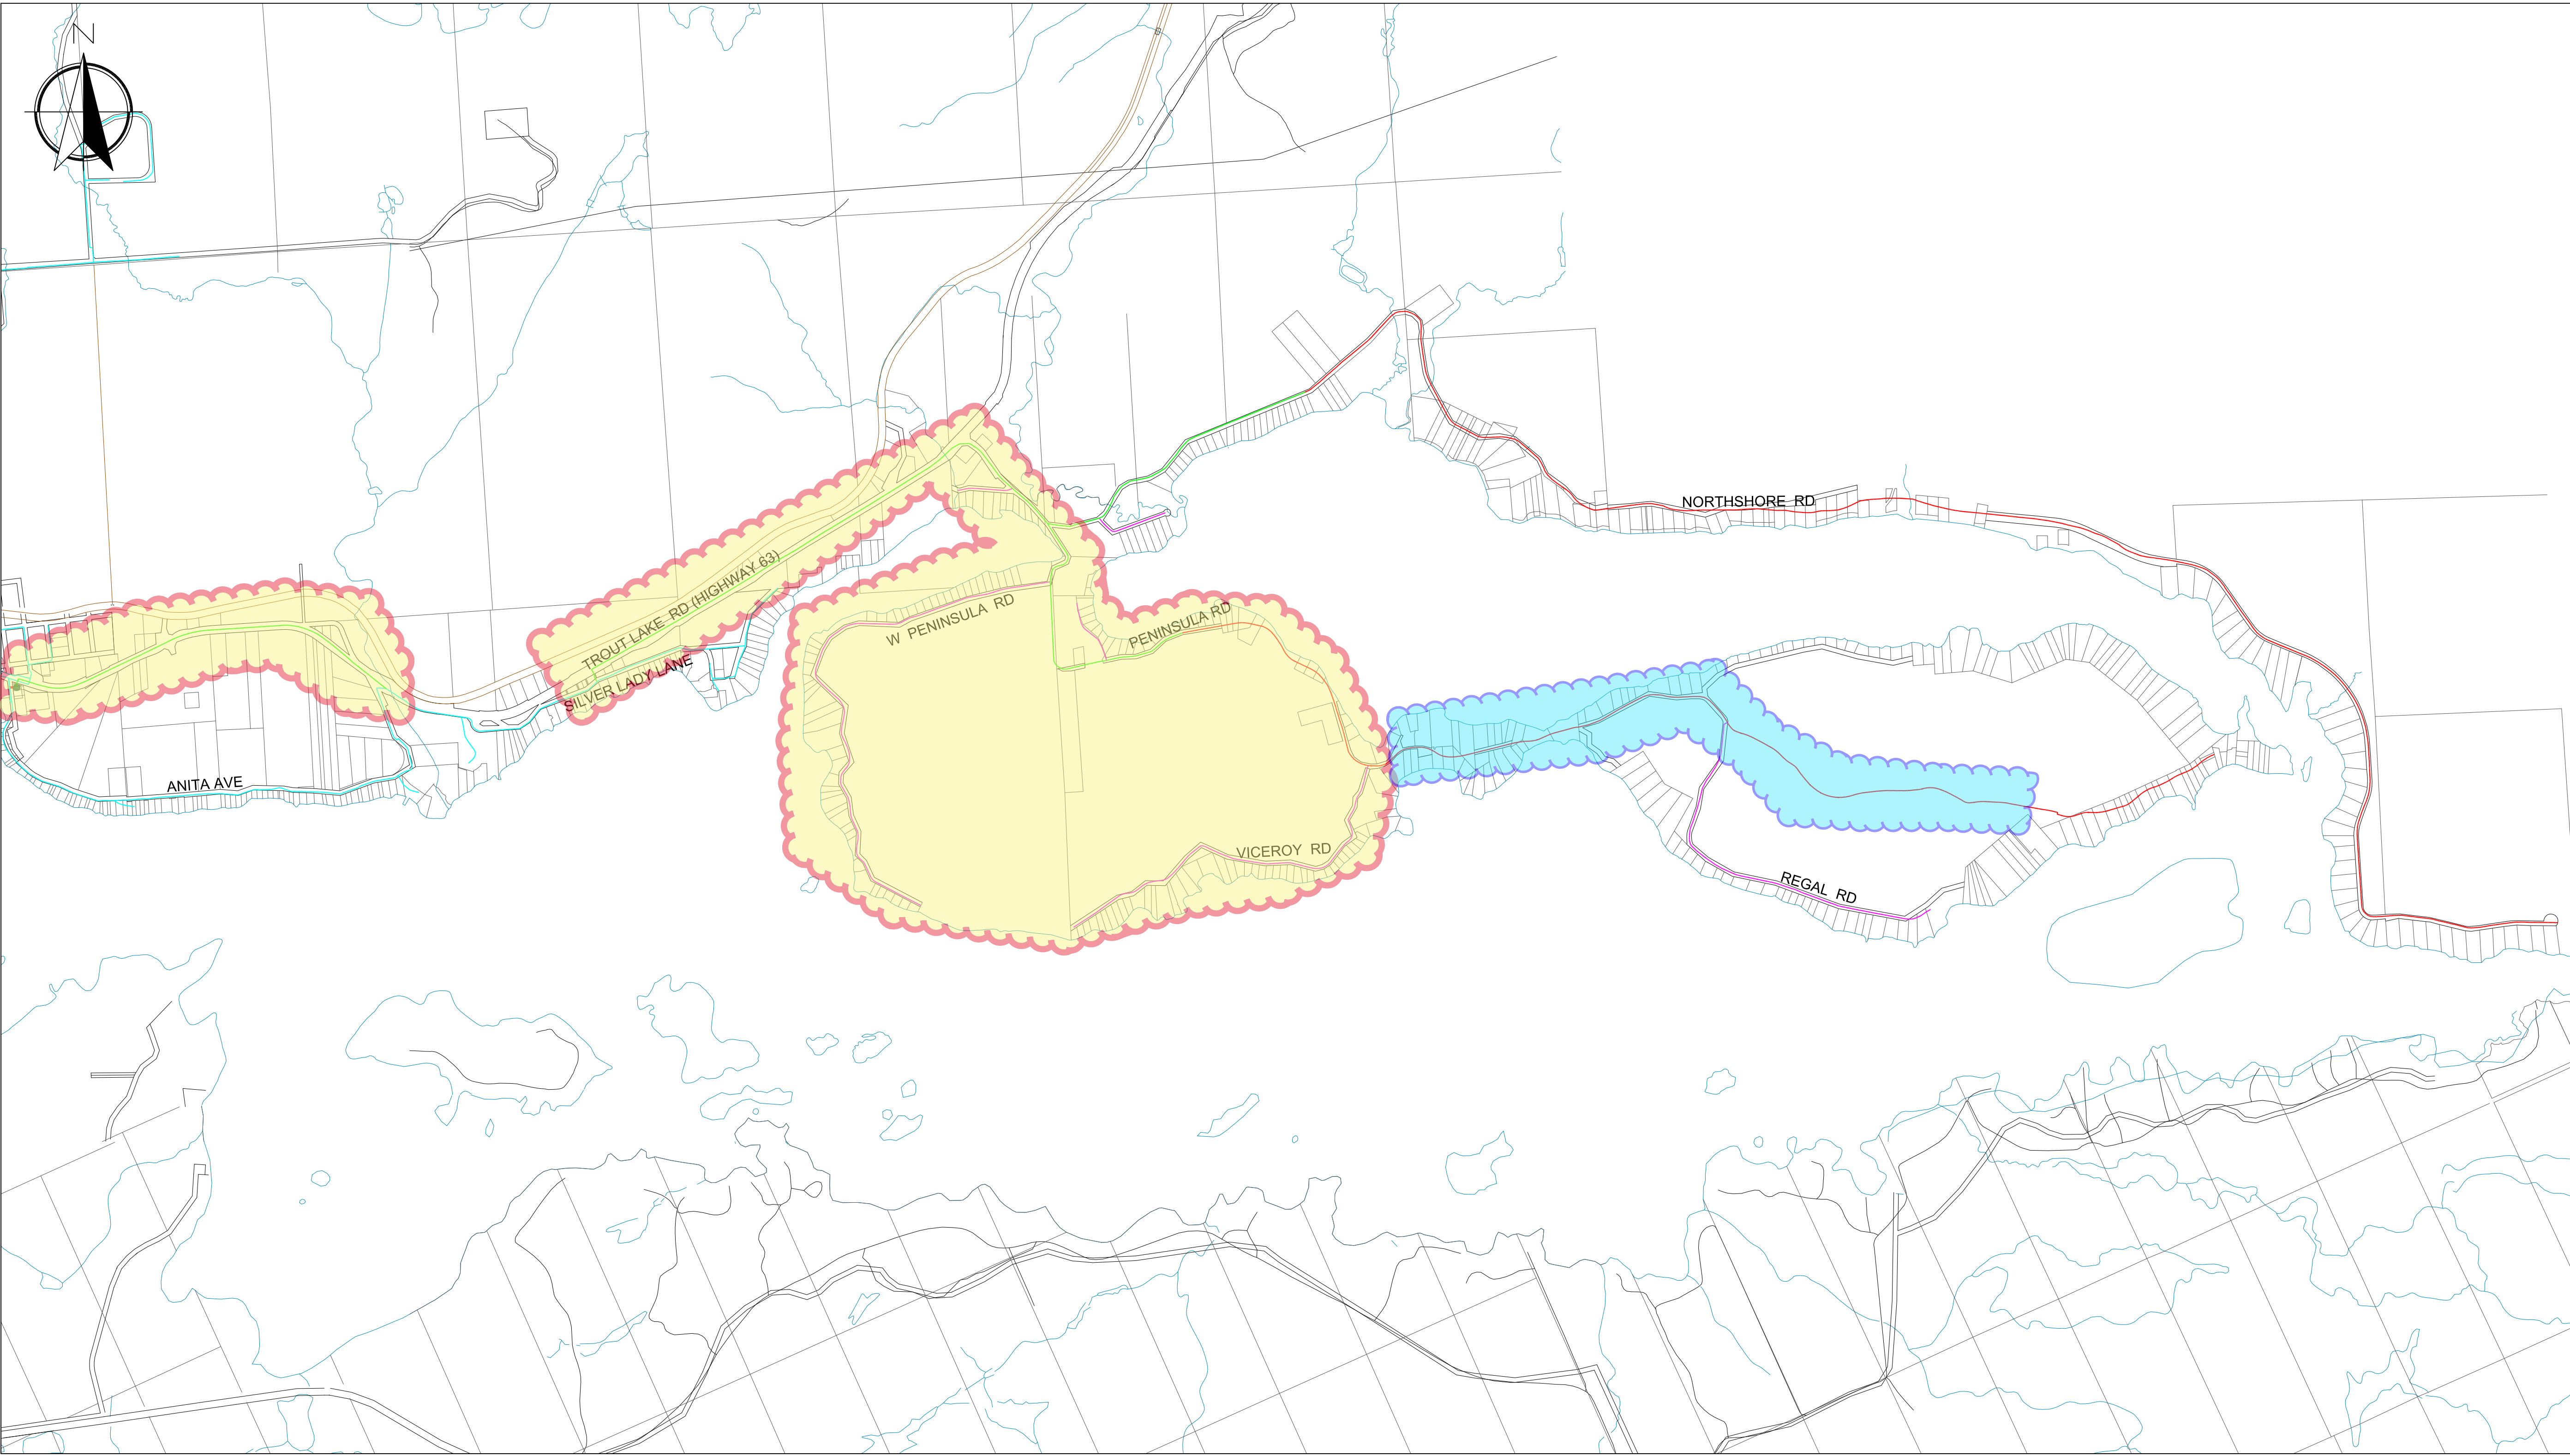 N
NORTHSHORE RD
TROUT LAKE RD (HIGHWAY 63)
W PENINSULA RD
PENINSULA RD
SILVER LADY LANE
ANITA AVE
VICEROY RD
REGAL RD